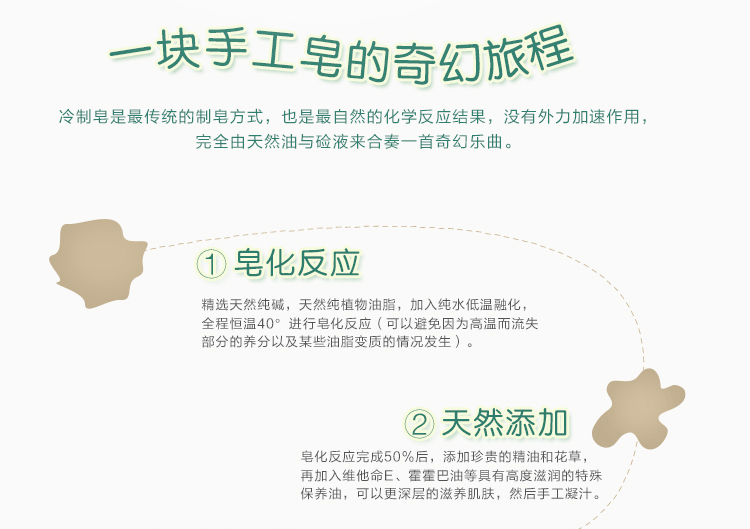 一块手工皂的奇幻旅程
冷制皂是最传统的制皂方式，也是最自然的化学反应结果，没有外力加速作用，
完全由天然油与硷液来合奏一首奇幻乐曲。
① 皂化反应
精选天然纯碱，天然纯植物油脂，加入纯水低温融化，
全程恒温40° 进行皂化反应（可以避免因为高温而流失
部分的养分以及某些油脂变质的情况发生）。
② 天然添加
皂化反应完成50%后，添加珍贵的精油和花草，
再加入维他命E、霍霍巴油等具有高度滋润的特殊
保养油，可以更深层的滋养肌肤，然后手工凝汁。